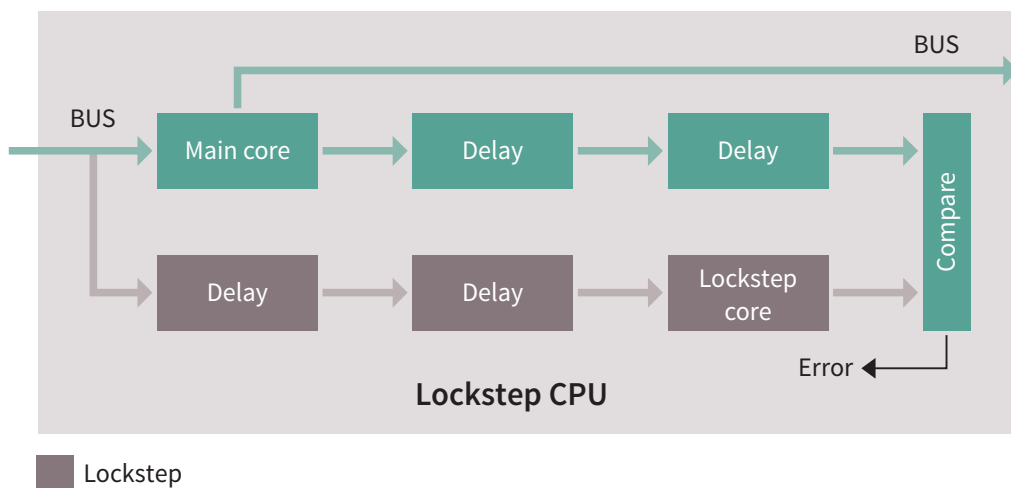 BUS
BUS
Main core
Delay
Delay
Compare
Delay
Delay
Lockstep
core
Error
Lockstep CPU
Lockstep